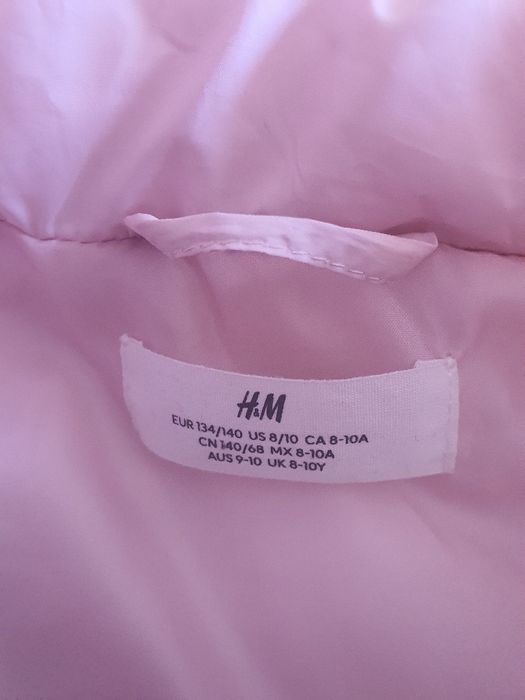 H&M
EUR 134/140 US 8/10 CA 8-10A
CN 140/68 MX 8-10A
AUS 9-10 UK 8-10Y